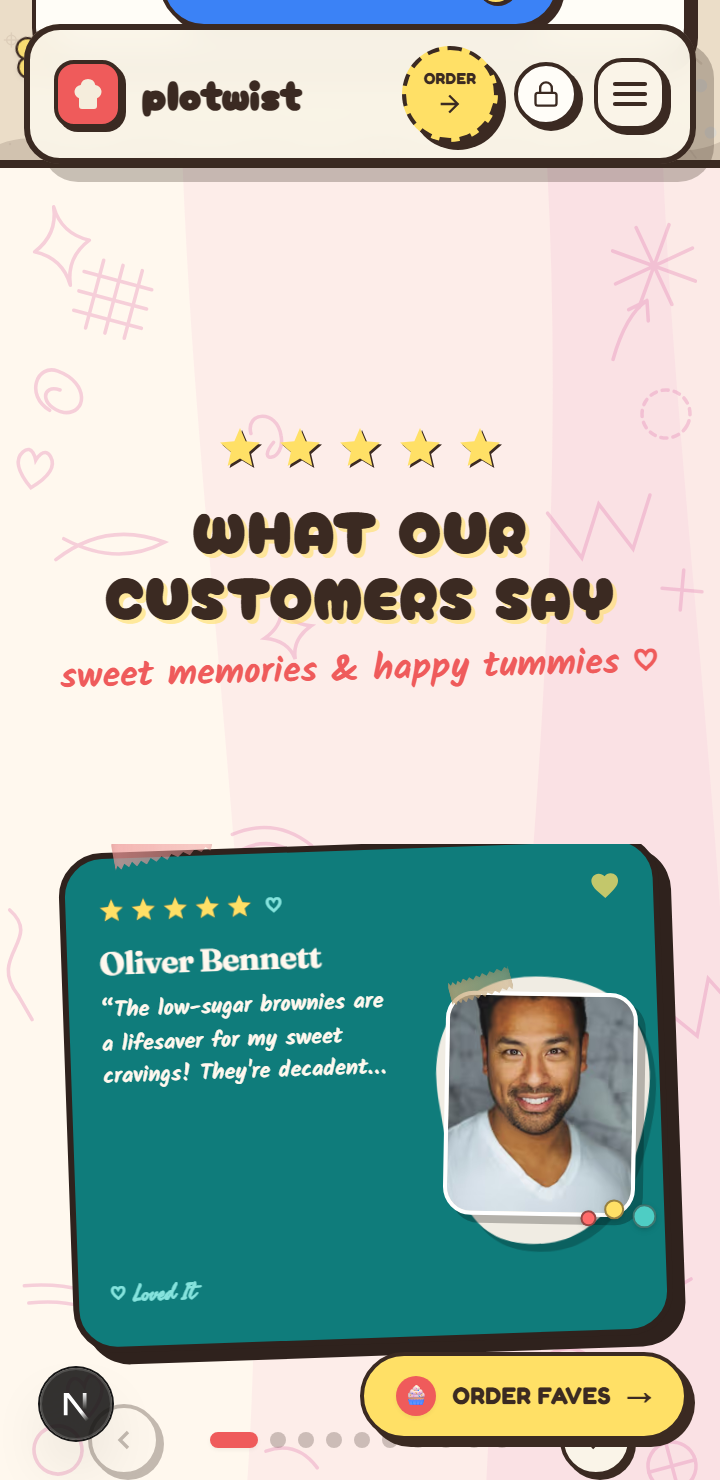 plotwist
ORDER
→
WHAT OUR
CUSTOMERS SAY
sweet memories & happy tummies ♡
Oliver Bennett
“The low-sugar brownies are
a lifesaver for my sweet
cravings! They're decadent...
♡ Loved It
N
ORDER FAVES →